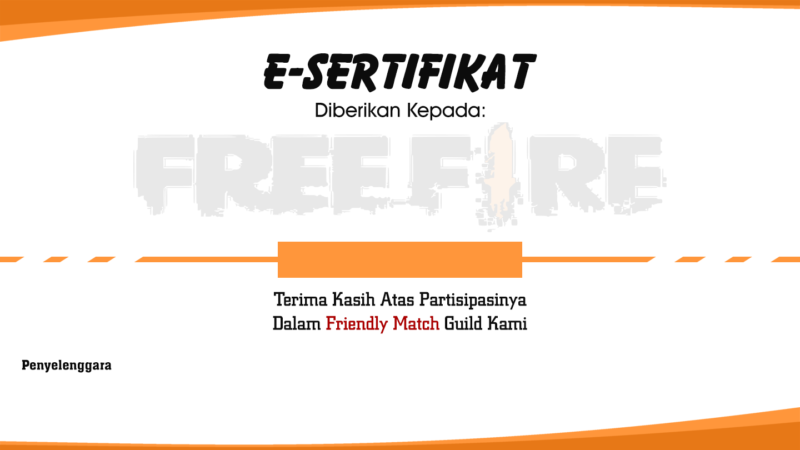 E-SERTIFIKAT
Diberikan Kepada:
FREE FIRE
Terima Kasih Atas Partisipasinya
Dalam Friendly Match Guild Kami
Penyelenggara